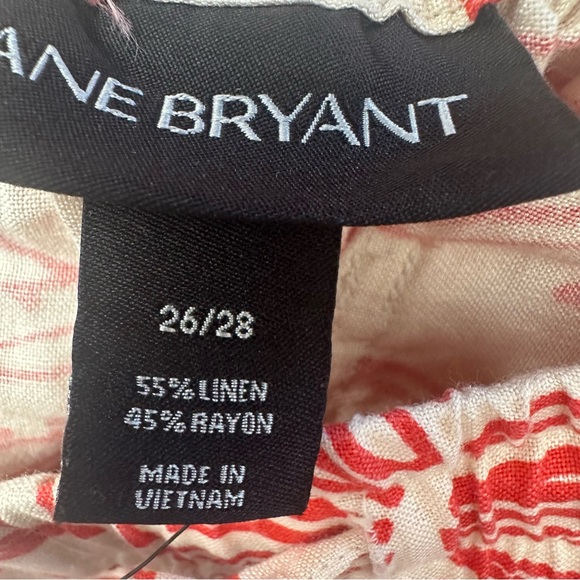 ANE BRYANT
26/28
55% LINEN
45% RAYON
MADE IN
VIETNAM